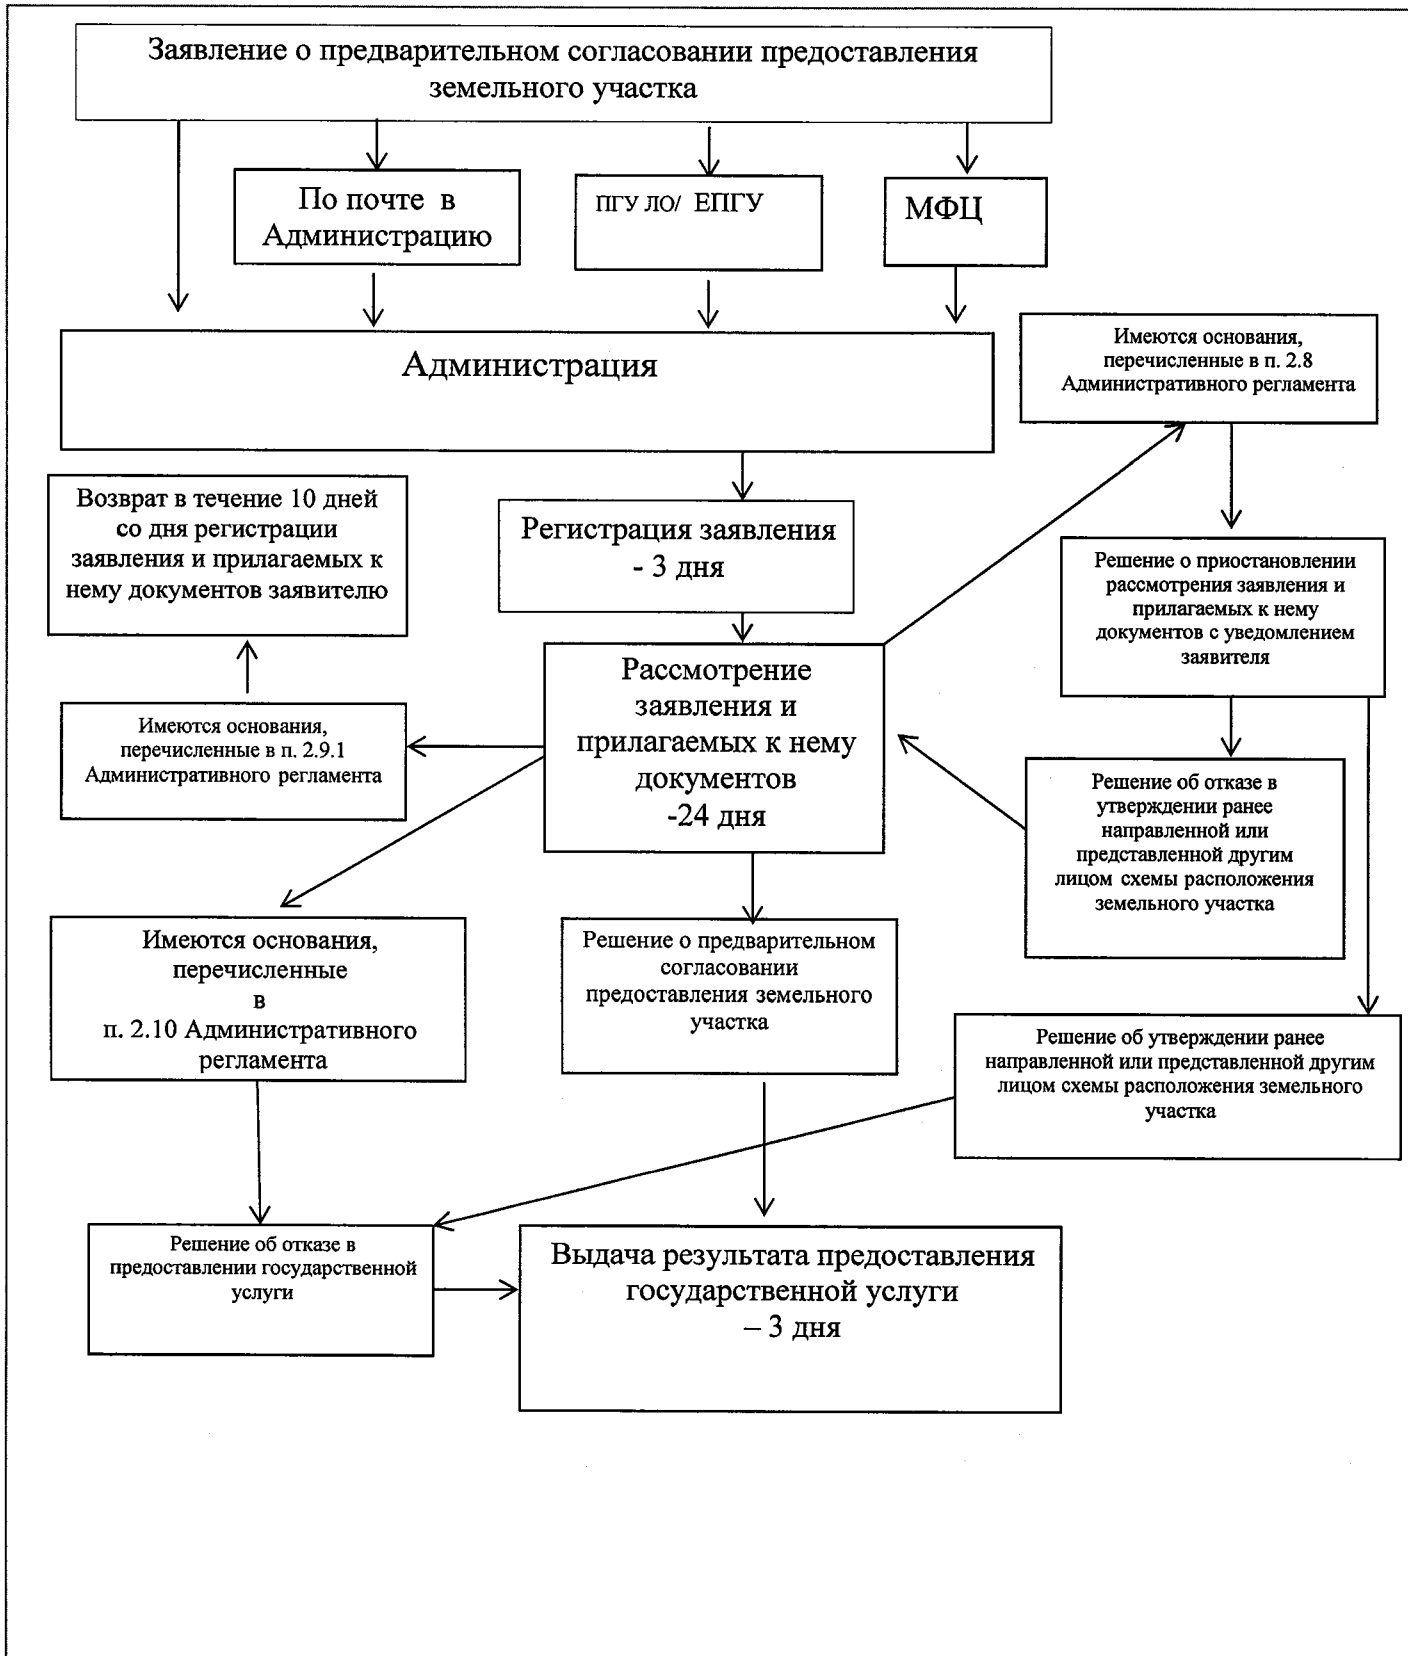 Заявление о предварительном согласовании предоставления
земельного участка
По почте в
Администрацию
ПГУ ЛО/ ЕПГУ
МФЦ
Администрация
Имеются основания,
перечисленные в п. 2.8
Административного регламента
Возврат в течение 10 дней
со дня регистрации
заявления и прилагаемых к
нему документов заявителю
Регистрация заявления
- 3 дня
Решение о приостановлении
рассмотрения заявления и
прилагаемых к нему
документов с уведомлением
заявителя
Рассмотрение
заявления и
прилагаемых к нему
документов
-24 дня
Имеются основания,
перечисленные в п. 2.9.1
Административного регламента
Решение об отказе в
утверждении ранее
направленной или
представленной другим
лицом схемы расположения
земельного участка
Имеются основания,
перечисленные
в
п. 2.10 Административного
регламента
Решение о предварительном
согласовании
предоставления земельного
участка
Решение об утверждении ранее
направленной или представленной другим
лицом схемы расположения земельного
участка
Решение об отказе в
предоставлении государственной
услуги
Выдача результата предоставления
государственной услуги
– 3 дня